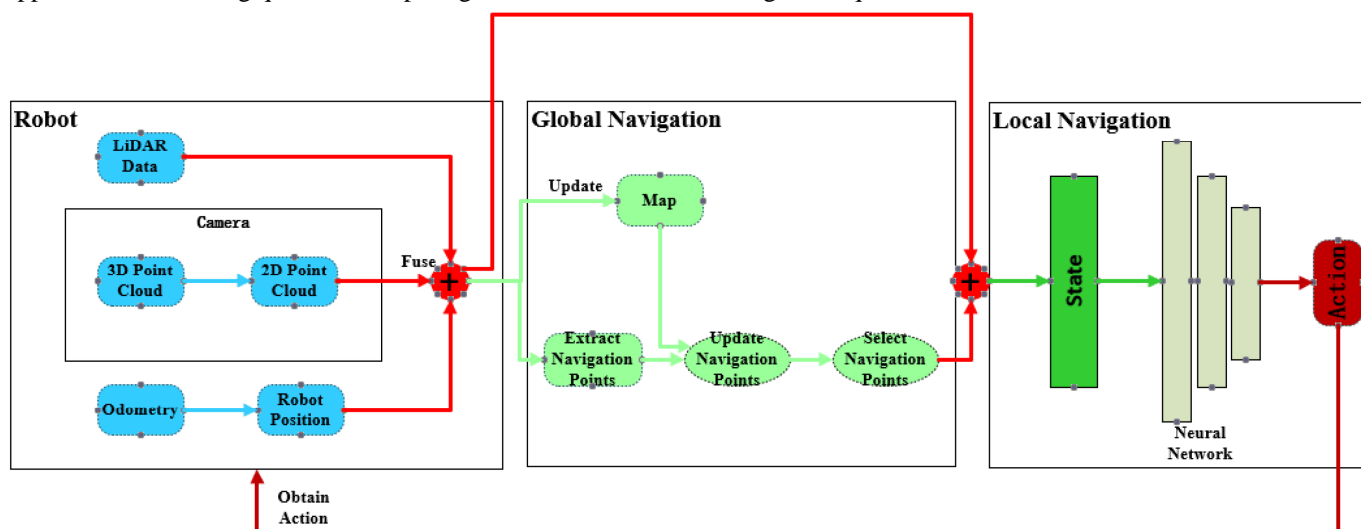 Robot
LiDAR
Data
Camera
3D Point
Cloud
2D Point
Cloud
Fuse
+
Odometry
Robot
Position
Obtain
Action
Global Navigation
Update
Map
Extract
Navigation
Points
Update
Navigation
Points
Select
Navigation
Points
+
Local Navigation
State
Neural
Network
Action